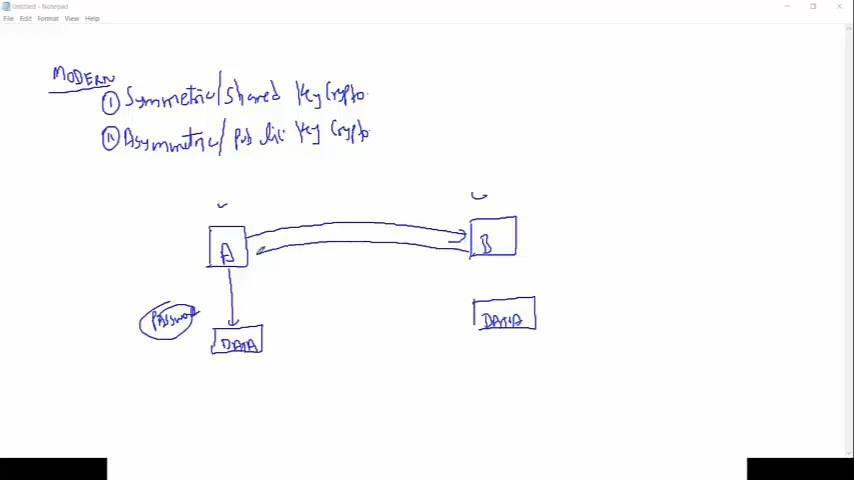 Untitled - Notepad
File Edit Format View Help
MODERN
① Symmetric/Shared Key Crypto.
② Asymmetric/Public Key Crypto.
A B
Password DATA
DATA